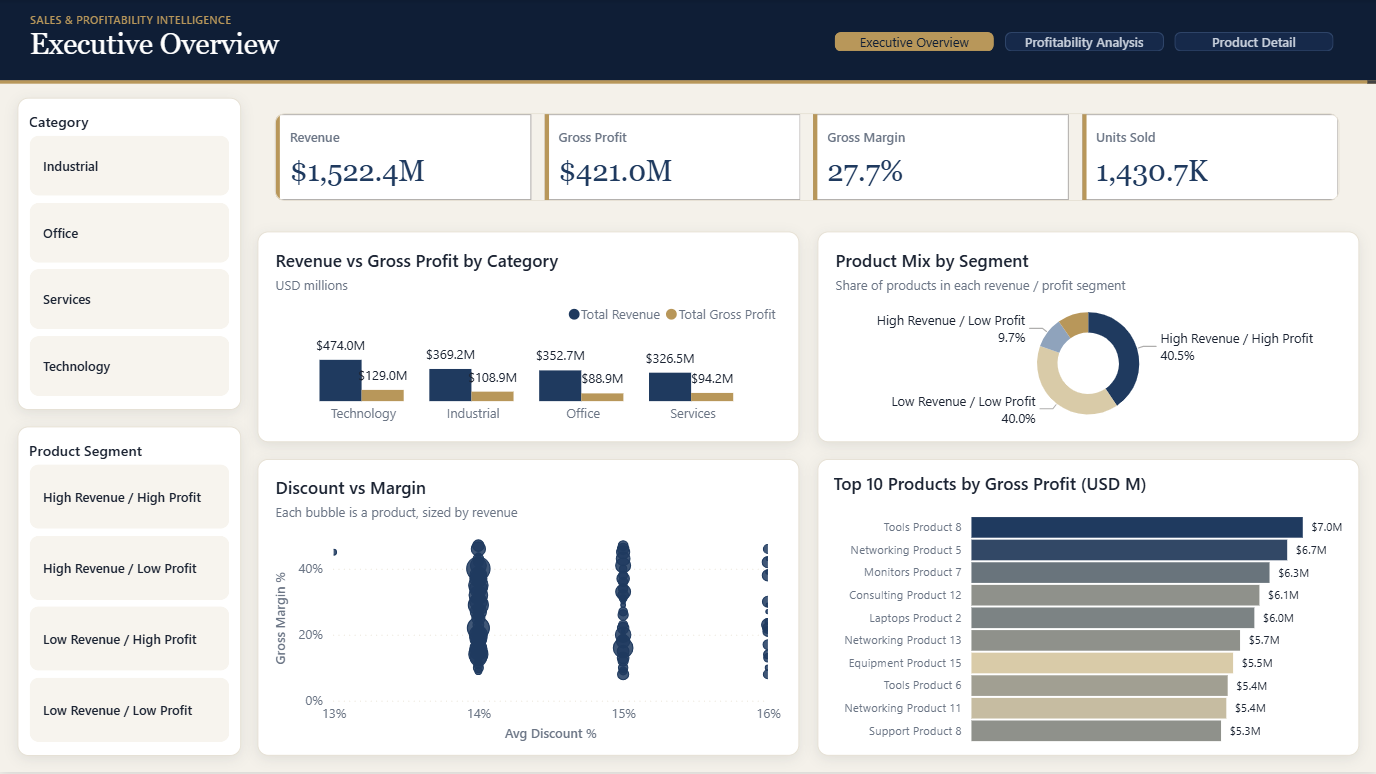 SALES & PROFITABILITY INTELLIGENCE
Executive Overview
Executive Overview
Profitability Analysis
Product Detail
Category
Industrial
Office
Services
Technology
Product Segment
High Revenue / High Profit
High Revenue / Low Profit
Low Revenue / High Profit
Low Revenue / Low Profit
Revenue
$1,522.4M
Gross Profit
$421.0M
Gross Margin
27.7%
Units Sold
1,430.7K
Revenue vs Gross Profit by Category
USD millions
Total Revenue
Total Gross Profit
$474.0M
$129.0M
$369.2M
$108.9M
$352.7M
$88.9M
$326.5M
$94.2M
Technology
Industrial
Office
Services
Product Mix by Segment
Share of products in each revenue / profit segment
High Revenue / Low Profit
9.7%
High Revenue / High Profit
40.5%
Low Revenue / Low Profit
40.0%
Discount vs Margin
Each bubble is a product, sized by revenue
Gross Margin %
40%
20%
0%
13%
14%
15%
16%
Avg Discount %
Top 10 Products by Gross Profit (USD M)
Tools Product 8 $7.0M
Networking Product 5 $6.7M
Monitors Product 7 $6.3M
Consulting Product 12 $6.1M
Laptops Product 2 $6.0M
Networking Product 13 $5.7M
Equipment Product 15 $5.5M
Tools Product 6 $5.4M
Networking Product 11 $5.4M
Support Product 8 $5.3M